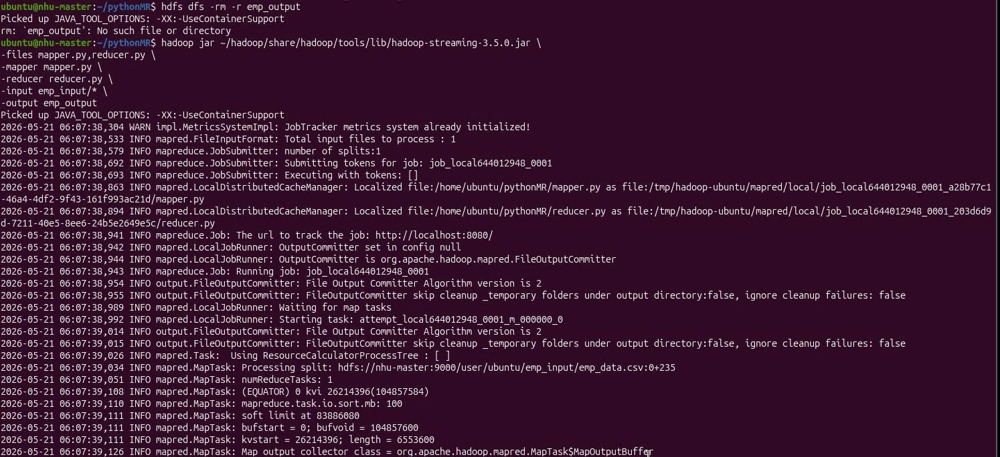 ubuntu@nhu-master:~/pythonMR$ hdfs dfs -rm -r emp_output
Picked up JAVA_TOOL_OPTIONS: -XX:-UseContainerSupport
rm: `emp_output': No such file or directory
ubuntu@nhu-master:~/pythonMR$ hadoop jar ~/hadoop/share/hadoop/tools/lib/hadoop-streaming-3.5.0.jar \
-files mapper.py,reducer.py \
-mapper mapper.py \
-reducer reducer.py \
-input emp_input/* \
-output emp_output
Picked up JAVA_TOOL_OPTIONS: -XX:-UseContainerSupport
2026-05-21 06:07:38,304 WARN impl.MetricsSystemImpl: JobTracker metrics system already initialized!
2026-05-21 06:07:38,533 INFO mapred.FileInputFormat: Total input files to process : 1
2026-05-21 06:07:38,579 INFO mapreduce.JobSubmitter: number of splits:1
2026-05-21 06:07:38,692 INFO mapreduce.JobSubmitter: Submitting tokens for job: job_local644012948_0001
2026-05-21 06:07:38,693 INFO mapreduce.JobSubmitter: Executing with tokens: []
2026-05-21 06:07:38,863 INFO mapred.LocalDistributedCacheManager: Localized file:/home/ubuntu/pythonMR/mapper.py as file:/tmp/hadoop-ubuntu/mapred/local/job_local644012948_0001_a28b77c1
-46a4-4df2-9f43-161f993ac21d/mapper.py
2026-05-21 06:07:38,894 INFO mapred.LocalDistributedCacheManager: Localized file:/home/ubuntu/pythonMR/reducer.py as file:/tmp/hadoop-ubuntu/mapred/local/job_local644012948_0001_203d6d9
d-7211-40e5-8ee6-24b5e2649e5c/reducer.py
2026-05-21 06:07:38,941 INFO mapreduce.Job: The url to track the job: http://localhost:8080/
2026-05-21 06:07:38,942 INFO mapred.LocalJobRunner: OutputCommitter set in config null
2026-05-21 06:07:38,944 INFO mapred.LocalJobRunner: OutputCommitter is org.apache.hadoop.mapred.FileOutputCommitter
2026-05-21 06:07:38,943 INFO mapreduce.Job: Running job: job_local644012948_0001
2026-05-21 06:07:38,954 INFO output.FileOutputCommitter: File Output Committer Algorithm version is 2
2026-05-21 06:07:38,955 INFO output.FileOutputCommitter: FileOutputCommitter skip cleanup _temporary folders under output directory:false, ignore cleanup failures: false
2026-05-21 06:07:38,989 INFO mapred.LocalJobRunner: Waiting for map tasks
2026-05-21 06:07:38,992 INFO mapred.LocalJobRunner: Starting task: attempt_local644012948_0001_m_000000_0
2026-05-21 06:07:39,014 INFO output.FileOutputCommitter: File Output Committer Algorithm version is 2
2026-05-21 06:07:39,015 INFO output.FileOutputCommitter: FileOutputCommitter skip cleanup _temporary folders under output directory:false, ignore cleanup failures: false
2026-05-21 06:07:39,026 INFO mapred.Task:  Using ResourceCalculatorProcessTree : [ ]
2026-05-21 06:07:39,034 INFO mapred.MapTask: Processing split: hdfs://nhu-master:9000/user/ubuntu/emp_input/emp_data.csv:0+235
2026-05-21 06:07:39,051 INFO mapred.MapTask: numReduceTasks: 1
2026-05-21 06:07:39,108 INFO mapred.MapTask: (EQUATOR) 0 kvi 26214396(104857584)
2026-05-21 06:07:39,110 INFO mapred.MapTask: mapreduce.task.io.sort.mb: 100
2026-05-21 06:07:39,111 INFO mapred.MapTask: soft limit at 83886080
2026-05-21 06:07:39,111 INFO mapred.MapTask: bufstart = 0; bufvoid = 104857600
2026-05-21 06:07:39,111 INFO mapred.MapTask: kvstart = 26214396; length = 6553600
2026-05-21 06:07:39,126 INFO mapred.MapTask: Map output collector class = org.apache.hadoop.mapred.MapTask$MapOutputBuffer